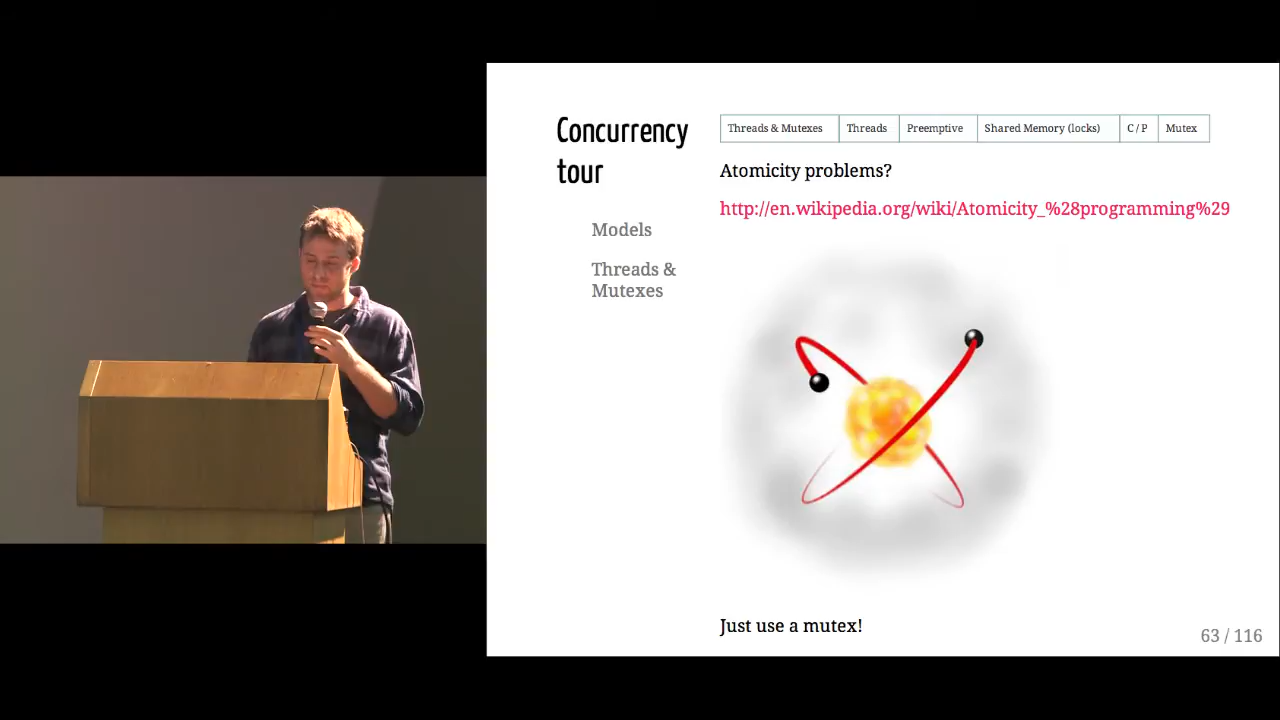 Concurrency
tour
Models
Threads &
Mutexes
Threads & Mutexes Threads Preemptive Shared Memory (locks) C / P Mutex
Atomicity problems?
http://en.wikipedia.org/wiki/Atomicity_%28programming%29
Just use a mutex!
63 / 116